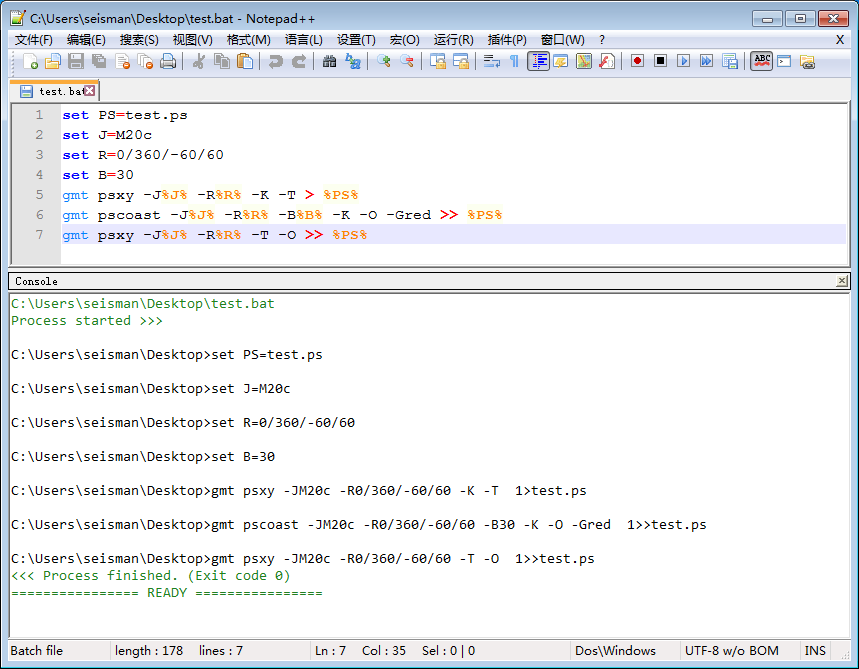 C:\Users\seisman\Desktop\test.bat - Notepad++
文件(F) 编辑(E) 搜索(S) 视图(V) 格式(M) 语言(L) 设置(T) 宏(O) 运行(R) 插件(P) 窗口(W) ? X
ABC
test.bat
1 set PS=test.ps
2 set J=M20c
3 set R=0/360/-60/60
4 set B=30
5 gmt psxy -J%J% -R%R% -K -T > %PS%
6 gmt pscoast -J%J% -R%R% -B%B% -K -O -Gred >> %PS%
7 gmt psxy -J%J% -R%R% -T -O >> %PS%
Console
C:\Users\seisman\Desktop\test.bat
Process started >>>
C:\Users\seisman\Desktop>set PS=test.ps
C:\Users\seisman\Desktop>set J=M20c
C:\Users\seisman\Desktop>set R=0/360/-60/60
C:\Users\seisman\Desktop>set B=30
C:\Users\seisman\Desktop>gmt psxy -JM20c -R0/360/-60/60 -K -T  1>test.ps
C:\Users\seisman\Desktop>gmt pscoast -JM20c -R0/360/-60/60 -B30 -K -O -Gred  1>>test.ps
C:\Users\seisman\Desktop>gmt psxy -JM20c -R0/360/-60/60 -T -O  1>>test.ps
<<< Process finished. (Exit code 0)
================ READY ================
Batch file length : 178 lines : 7 Ln : 7 Col : 35 Sel : 0 | 0 Dos\Windows UTF-8 w/o BOM INS